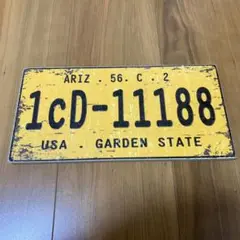 ARIZ . 56. C . 2
1cD-11188
USA . GARDEN STATE